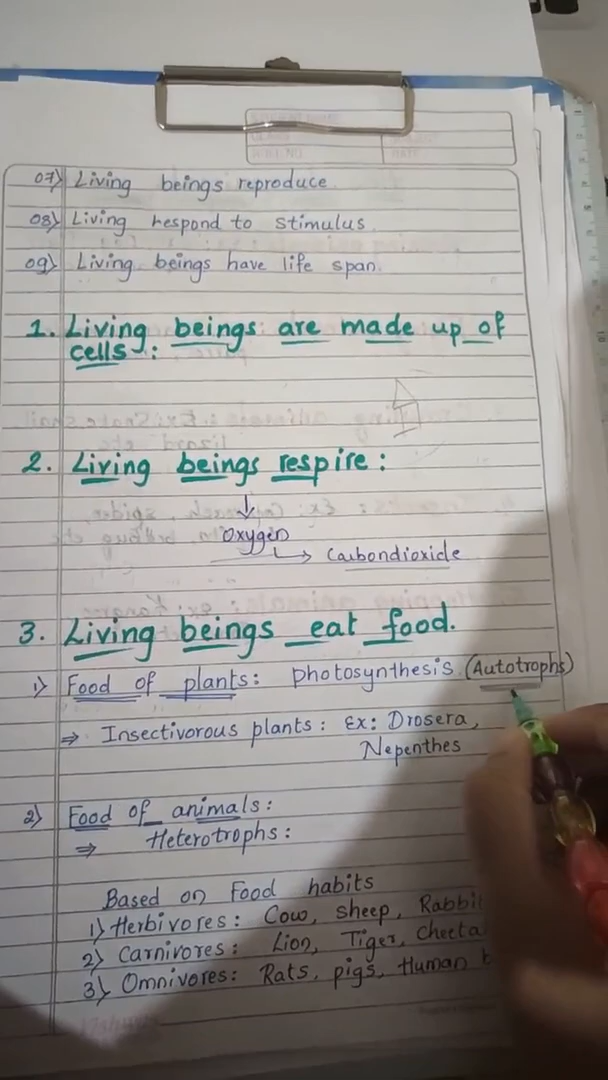 07) Living beings reproduce.
08) Living respond to stimulus.
09) Living beings have life span.
1. Living beings are made up of
cells :
2. Living beings respire :
Oxygen
Carbondioxide
3. Living beings eat food.
1) Food of plants: photosynthesis (Autotrophs)
⇒ Insectivorous plants : Ex: Drosera,
Nepenthes
2) Food of animals:
⇒ Heterotrophs :
Based on Food habits
1) Herbivores: Cow, sheep, Rabbi
2) Carnivores: Lion, Tiger, cheeta
3) Omnivores: Rats, pigs, Human